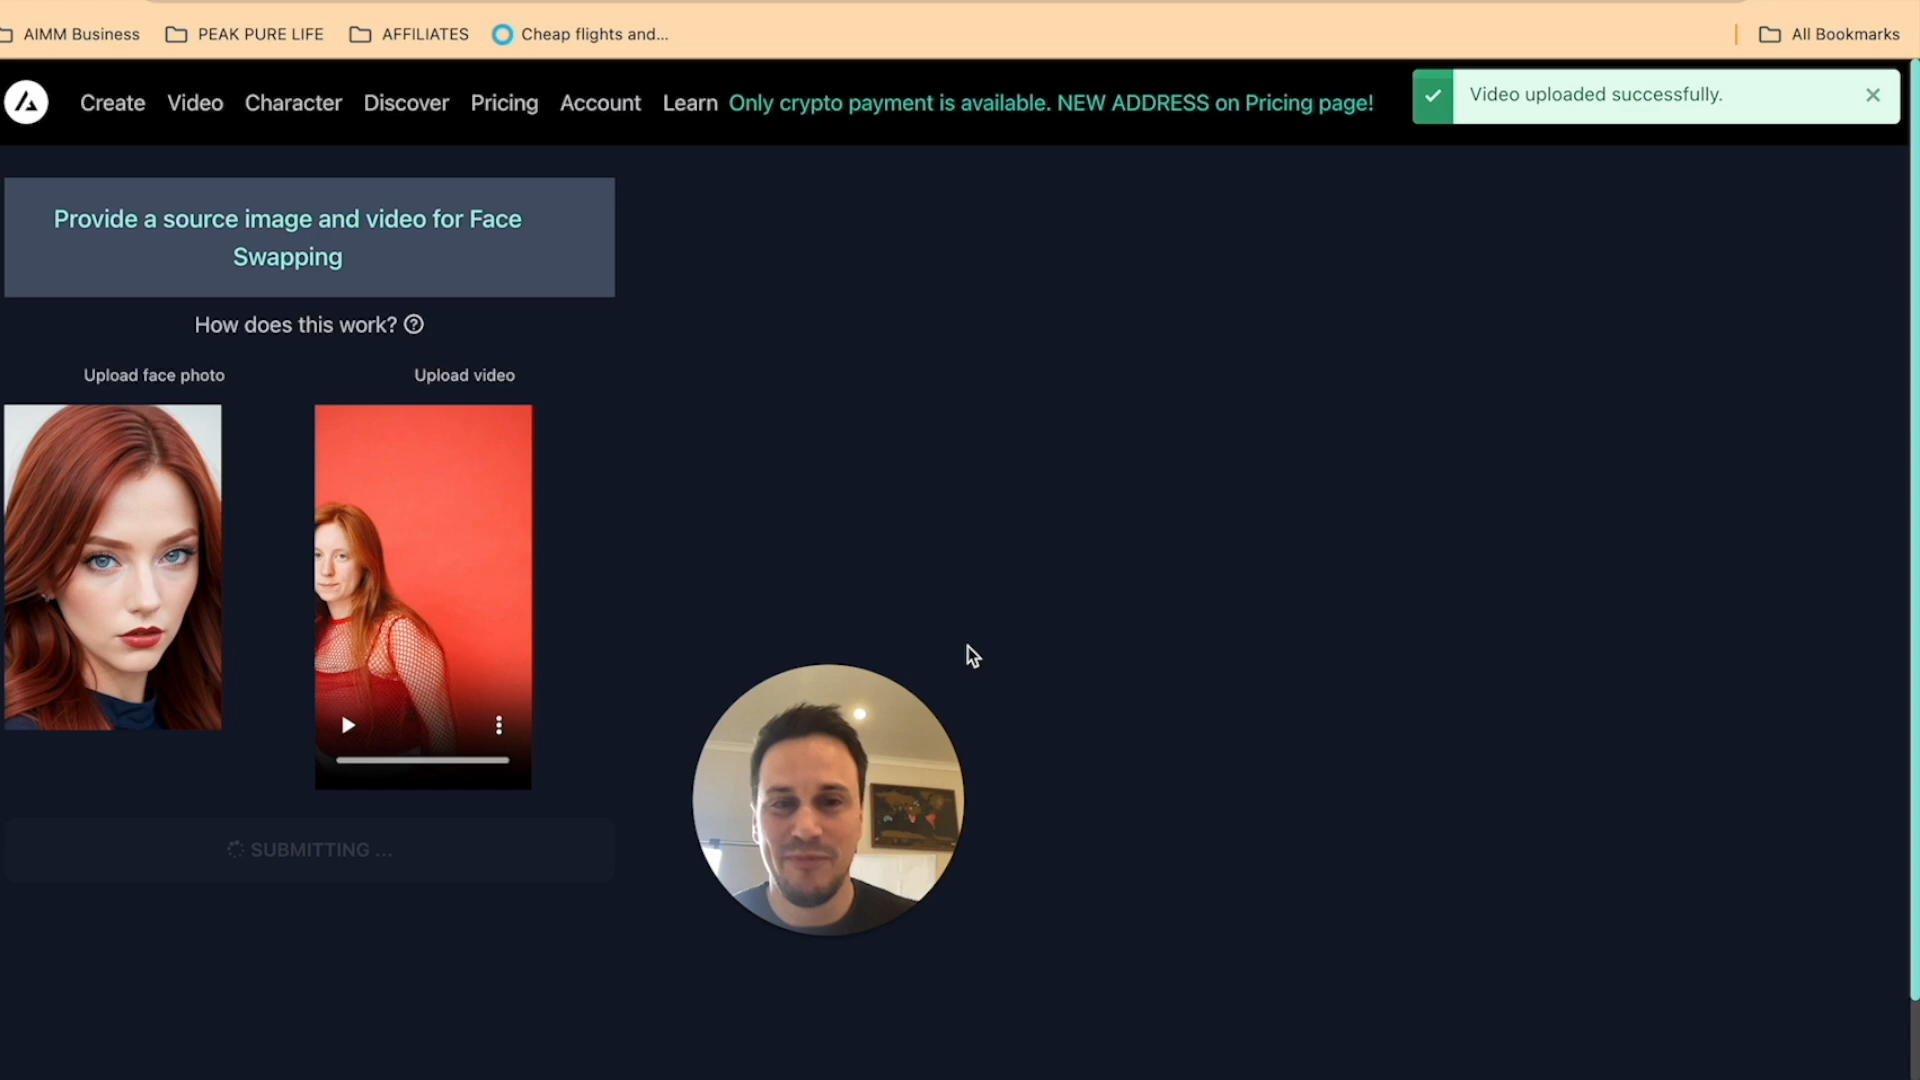 AIMM Business PEAK PURE LIFE AFFILIATES Cheap flights and... All Bookmarks
Create Video Character Discover Pricing Account Learn Only crypto payment is available. NEW ADDRESS on Pricing page!
Video uploaded successfully.
Provide a source image and video for Face
Swapping
How does this work?
Upload face photo Upload video
SUBMITTING ...